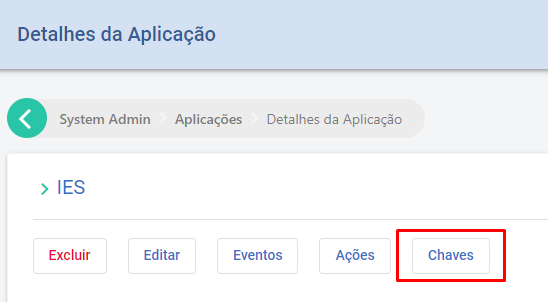 Detalhes da Aplicação
System Admin Aplicações Detalhes da Aplicação
IES
Excluir Editar Eventos Ações Chaves